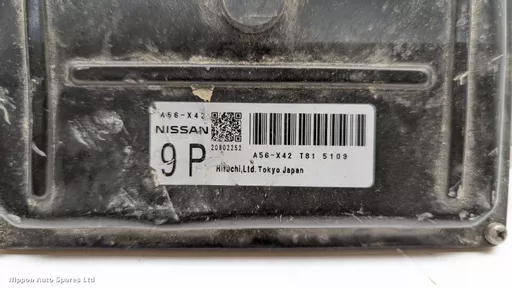 A56-X42
NISSAN
20802252
9P
A56-X42 T81 5109
Hitachi,Ltd. Tokyo Japan
Nippon Auto Spares Ltd